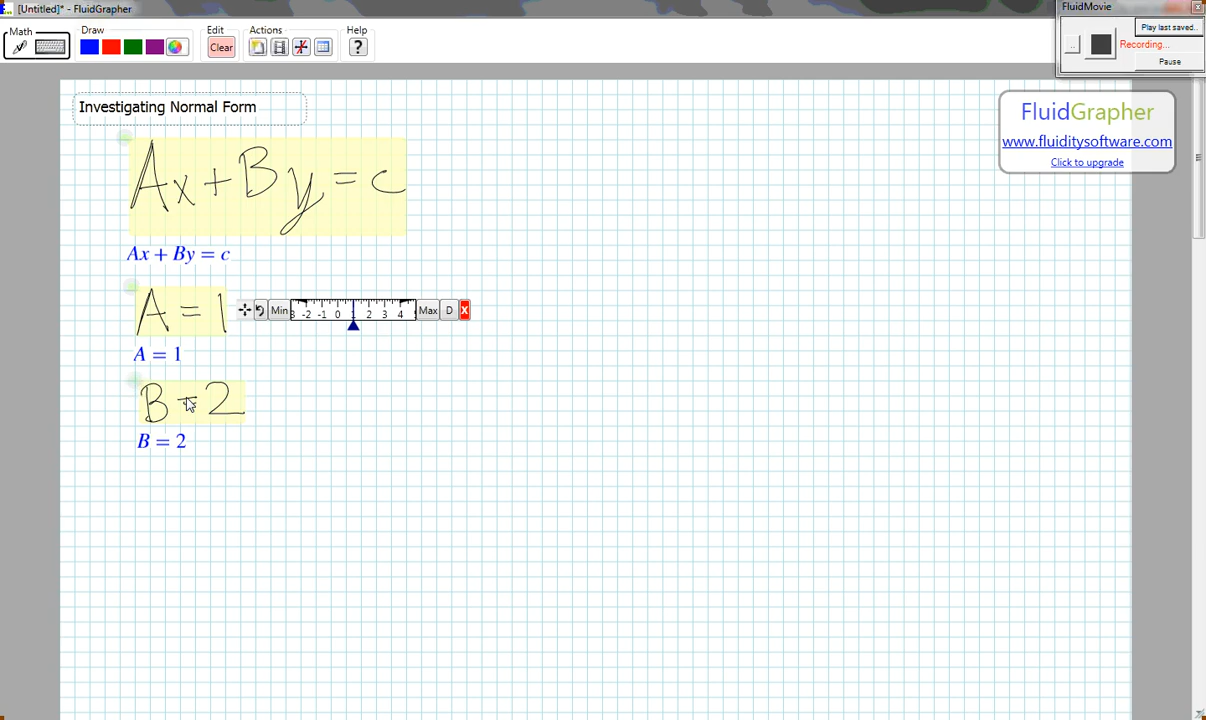 [Untitled]* - FluidGrapher
FluidMovie
Math
Draw
Edit
Actions
Help
Clear
?
Play last saved..
..
Recording...
Pause
Investigating Normal Form
FluidGrapher
www.fluiditysoftware.com
Click to upgrade
Ax + By = c
Ax + By = c
A = 1
Min
-2 -1 0 1 2 3 4
Max
D
X
A = 1
B = 2
B = 2